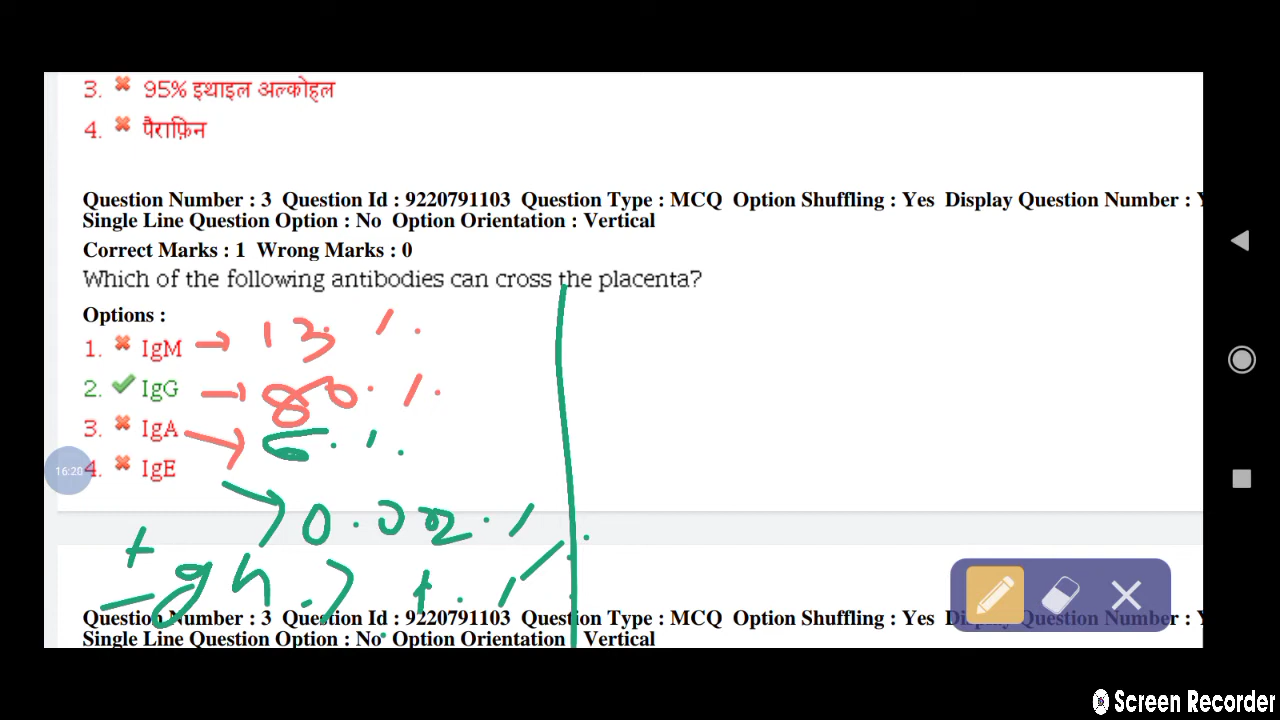 3. 95% इथाइल अल्कोहल
4. पैराफ़िन
Question Number : 3 Question Id : 9220791103 Question Type : MCQ Option Shuffling : Yes Display Question Number : Y
Single Line Question Option : No Option Orientation : Vertical
Correct Marks : 1 Wrong Marks : 0
Which of the following antibodies can cross the placenta?
Options :
1. IgM → 13 %.
2. IgG → 80 %.
3. IgA →
16:20
4. IgE → 0.002 %
Question Number : 3 Question Id : 9220791103 Question Type : MCQ Option Shuffling : Yes Display Question Number : Y
Single Line Question Option : No Option Orientation : Vertical
Screen Recorder